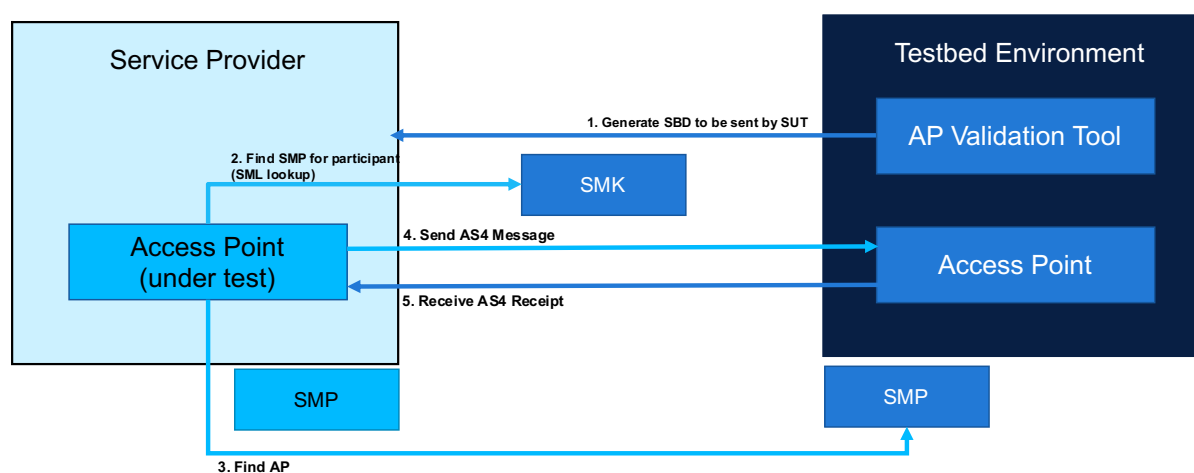 Service Provider
Testbed Environment
1. Generate SBD to be sent by SUT
AP Validation Tool
2. Find SMP for participant
(SML lookup)
SMK
4. Send AS4 Message
Access Point
(under test)
Access Point
5. Receive AS4 Receipt
SMP
SMP
3. Find AP